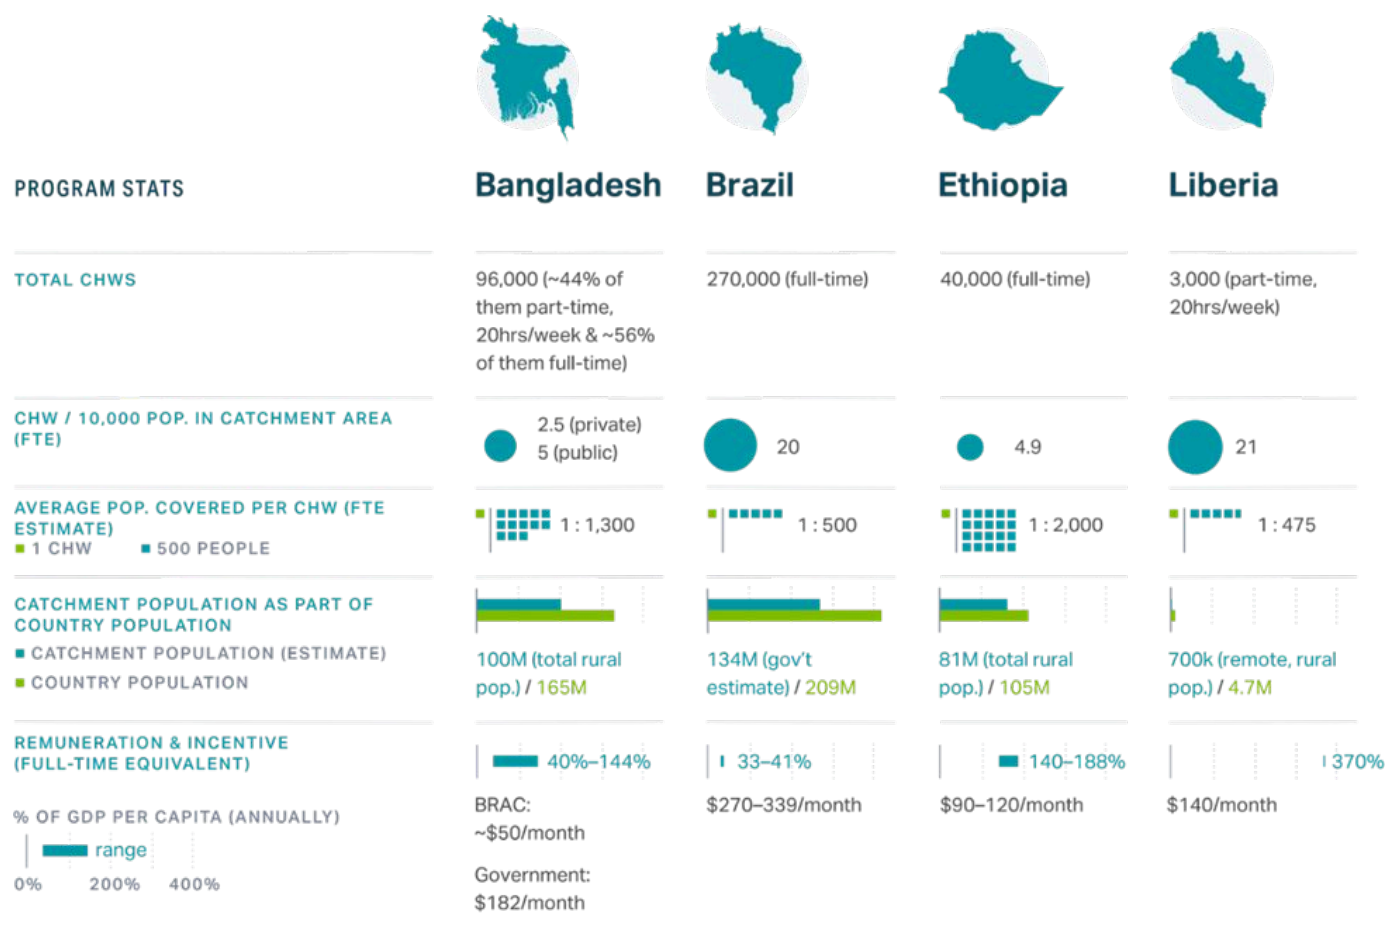 PROGRAM STATS
Bangladesh
Brazil
Ethiopia
Liberia
TOTAL CHWS
96,000 (~44% of
them part-time,
20hrs/week & ~56%
of them full-time)
270,000 (full-time)
40,000 (full-time)
3,000 (part-time,
20hrs/week)
CHW / 10,000 POP. IN CATCHMENT AREA
(FTE)
2.5 (private)
5 (public)
20
4.9
21
AVERAGE POP. COVERED PER CHW (FTE
ESTIMATE)
1 CHW
500 PEOPLE
1 : 1,300
1 : 500
1 : 2,000
1 : 475
CATCHMENT POPULATION AS PART OF
COUNTRY POPULATION
CATCHMENT POPULATION (ESTIMATE)
COUNTRY POPULATION
100M (total rural
pop.) / 165M
134M (gov't
estimate) / 209M
81M (total rural
pop.) / 105M
700k (remote, rural
pop.) / 4.7M
REMUNERATION & INCENTIVE
(FULL-TIME EQUIVALENT)
% OF GDP PER CAPITA (ANNUALLY)
range
0%
200%
400%
40%–144%
BRAC:
~$50/month
Government:
$182/month
33–41%
$270–339/month
140–188%
$90–120/month
370%
$140/month